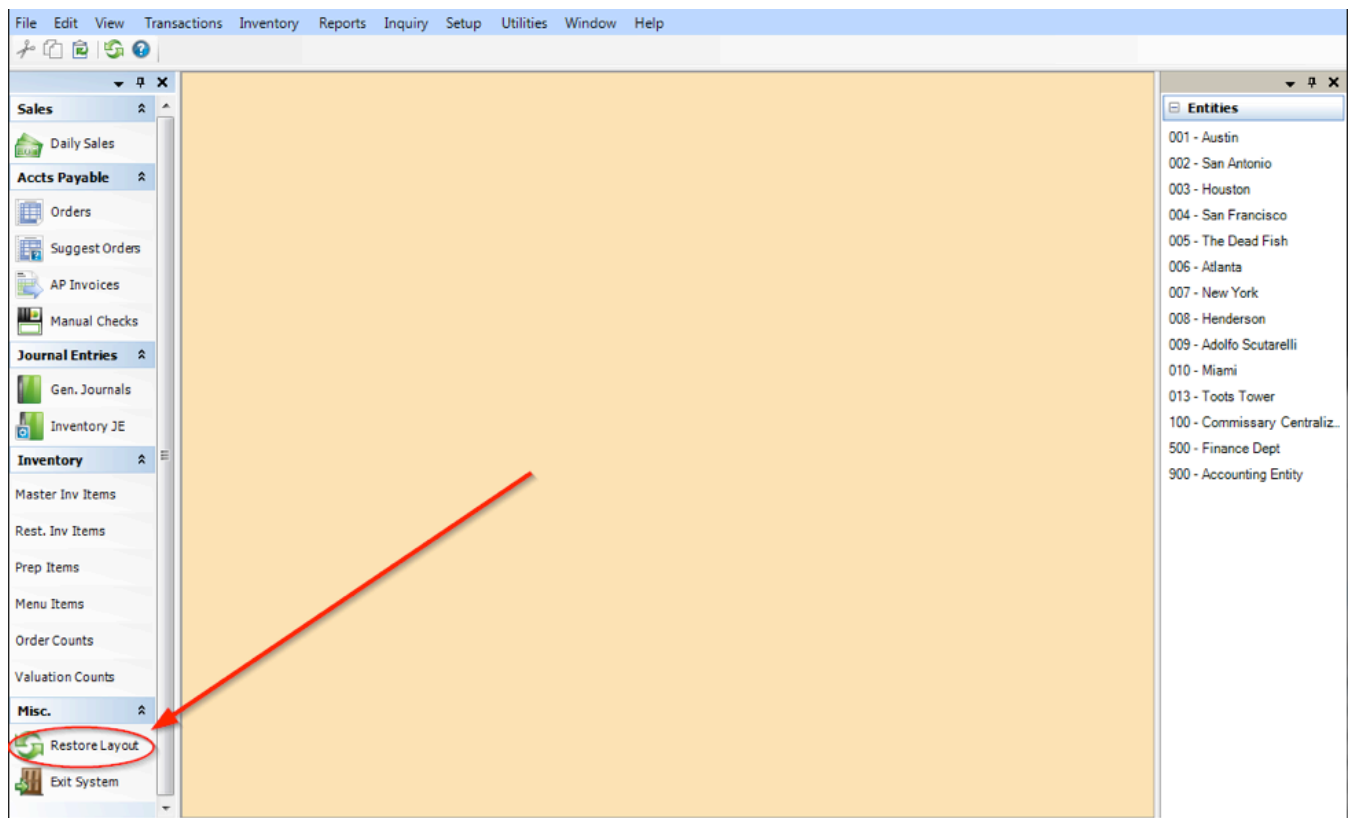 File Edit View Transactions Inventory Reports Inquiry Setup Utilities Window Help
Sales
Daily Sales
Accts Payable
Orders
Suggest Orders
AP Invoices
Manual Checks
Journal Entries
Gen. Journals
Inventory JE
Inventory
Master Inv Items
Rest. Inv Items
Prep Items
Menu Items
Order Counts
Valuation Counts
Misc.
Restore Layout
Exit System
Entities
001 - Austin
002 - San Antonio
003 - Houston
004 - San Francisco
005 - The Dead Fish
006 - Atlanta
007 - New York
008 - Henderson
009 - Adolfo Scutarelli
010 - Miami
013 - Toots Tower
100 - Commissary Centraliz...
500 - Finance Dept
900 - Accounting Entity